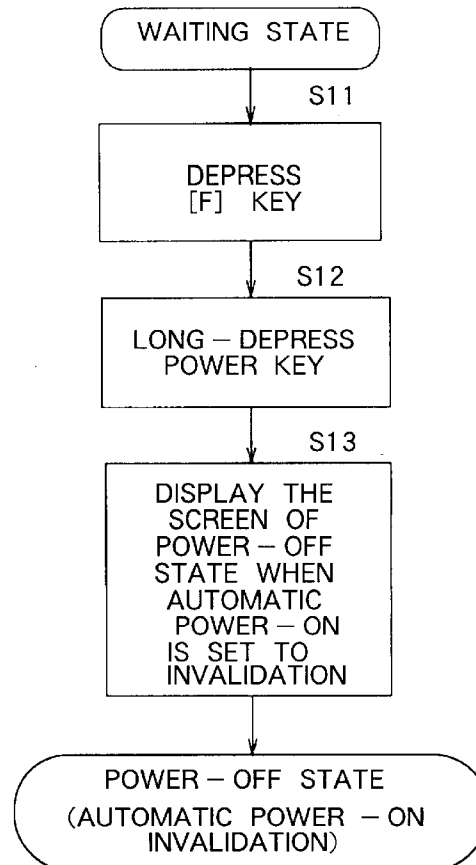 WAITING STATE
S11
DEPRESS
[F] KEY
S12
LONG－DEPRESS
POWER KEY
S13
DISPLAY THE
SCREEN OF
POWER－OFF
STATE WHEN
AUTOMATIC
POWER－ON
IS SET TO
INVALIDATION
POWER－OFF STATE
(AUTOMATIC POWER －ON
INVALIDATION)